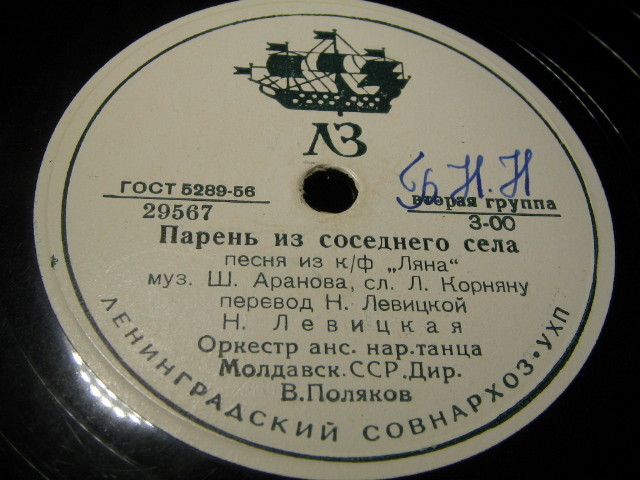 ЛЗ
ГОСТ 5289-56
29567
вторая группа
3-00
Парень из соседнего села
песня из к/ф „Ляна“
муз. Ш. Аранова, сл. Л. Корняну
перевод Н. Левицкой
Н. Левицкая
Оркестр анс. нар.танца
Молдавск.ССР.Дир.
В.Поляков
ЛЕНИНГРАДСКИЙ СОВНАРХОЗ·УХП